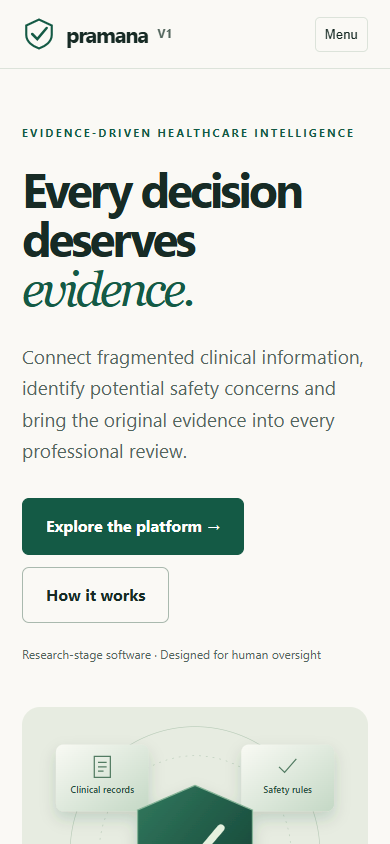 pramana V1
Menu
EVIDENCE-DRIVEN HEALTHCARE INTELLIGENCE
Every decision
deserves
evidence.
Connect fragmented clinical information,
identify potential safety concerns and
bring the original evidence into every
professional review.
Explore the platform →
How it works
Research-stage software · Designed for human oversight
Clinical records
Safety rules